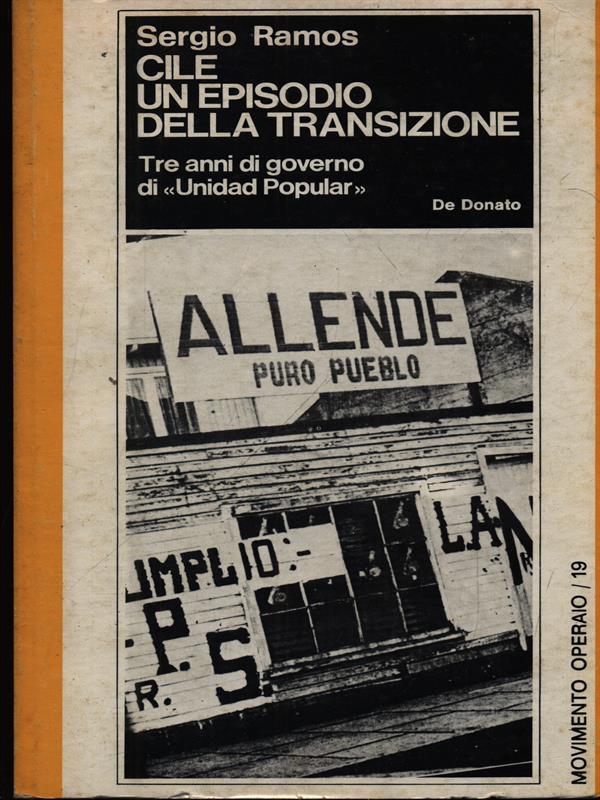 Sergio Ramos
CILE
UN EPISODIO
DELLA TRANSIZIONE
Tre anni di governo
di «Unidad Popular»
De Donato
ALLENDE
PURO PUEBLO
UMPLIO:-
LA N
P.S.
R.
MOVIMENTO OPERAIO / 19